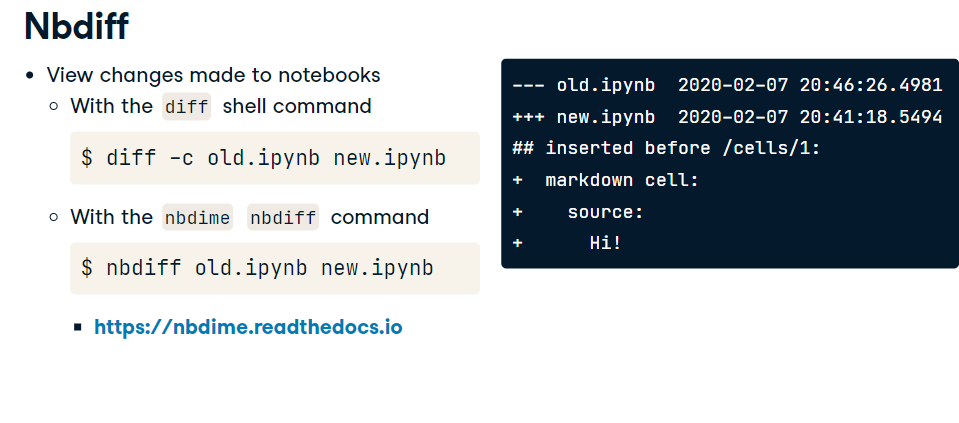 Nbdiff
• View changes made to notebooks
○ With the diff shell command
$ diff -c old.ipynb new.ipynb
○ With the nbdime nbdiff command
$ nbdiff old.ipynb new.ipynb
▪ https://nbdime.readthedocs.io
--- old.ipynb  2020-02-07 20:46:26.4981
+++ new.ipynb  2020-02-07 20:41:18.5494
## inserted before /cells/1:
+  markdown cell:
+    source:
+      Hi!